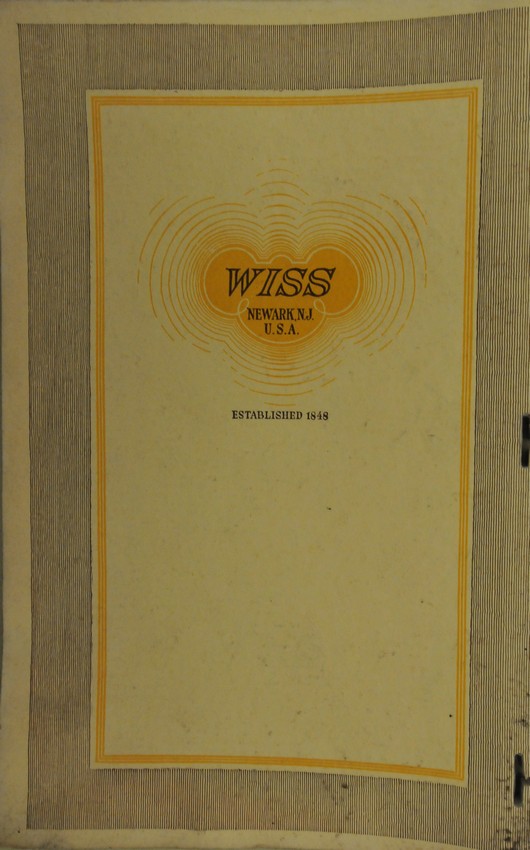 WISS
NEWARK, N.J.
U.S.A.
ESTABLISHED 1848